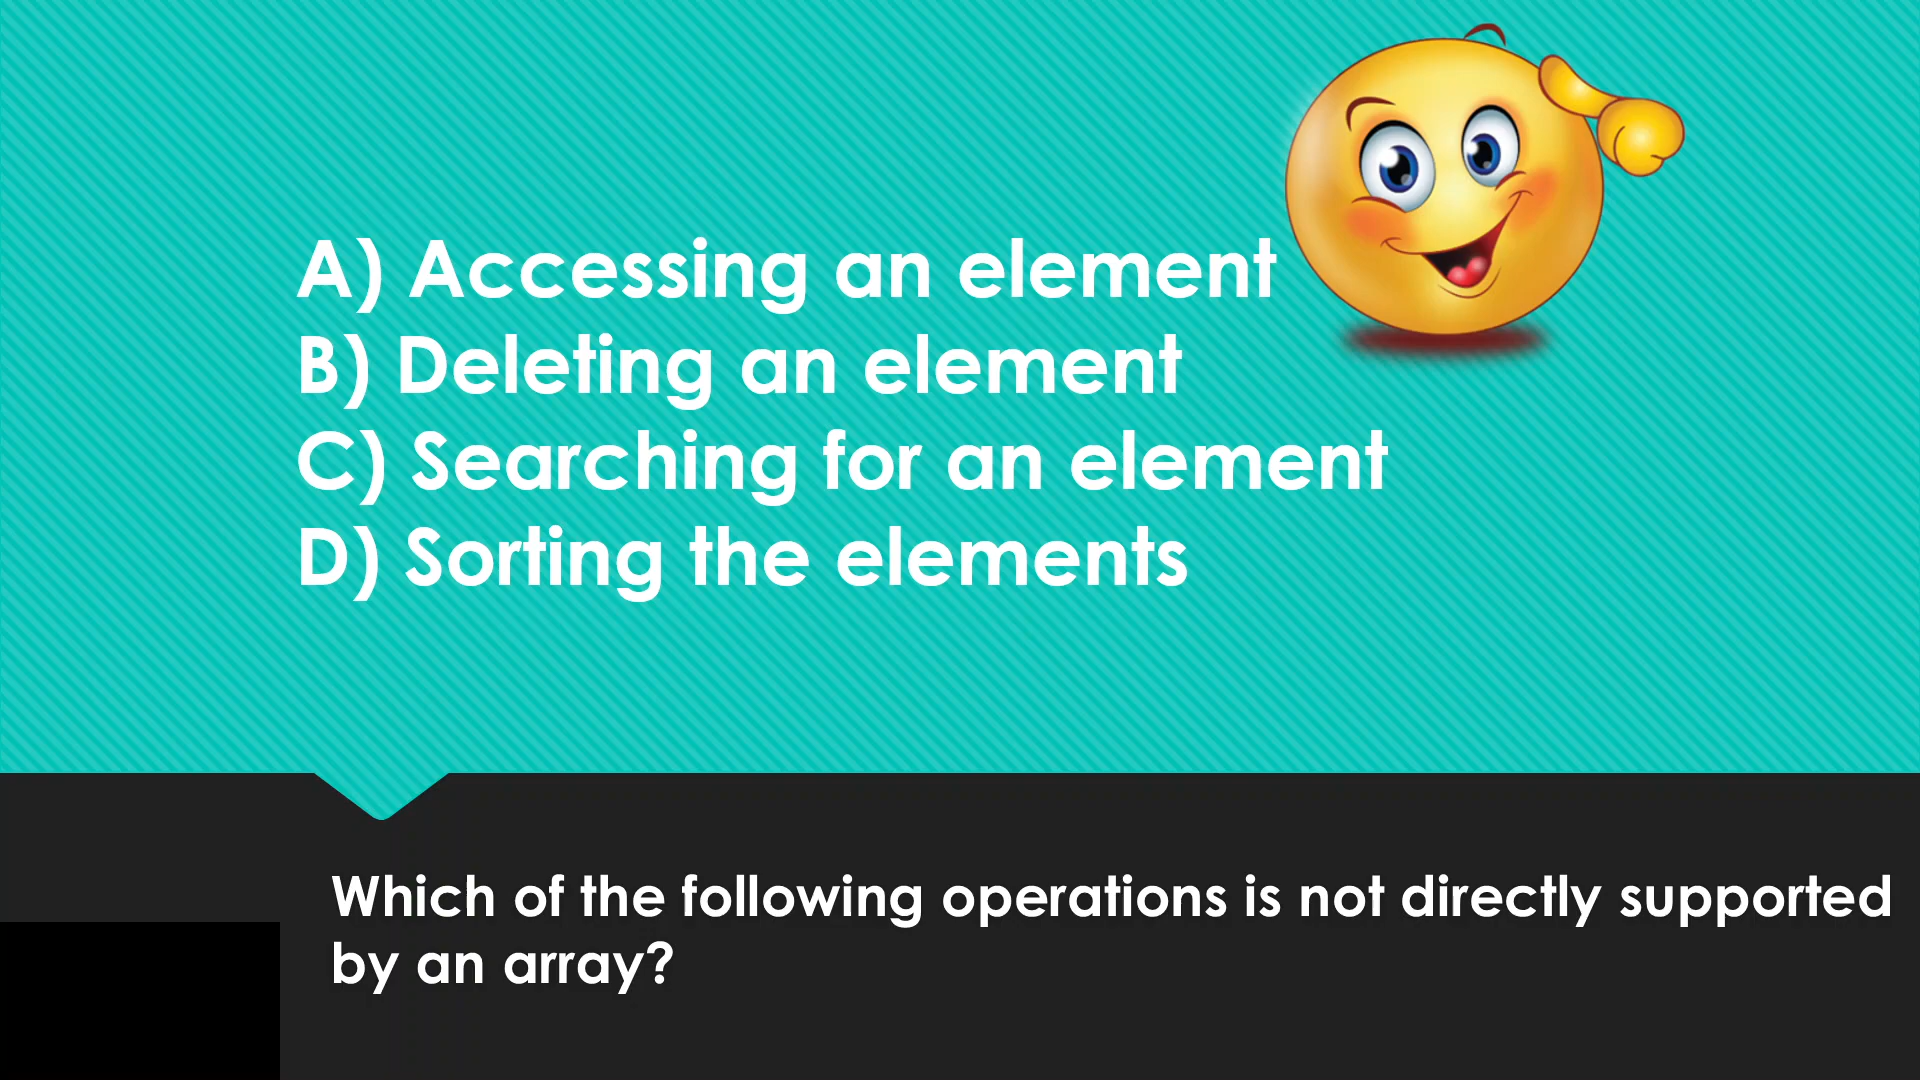 A) Accessing an element
B) Deleting an element
C) Searching for an element
D) Sorting the elements
Which of the following operations is not directly supported
by an array?